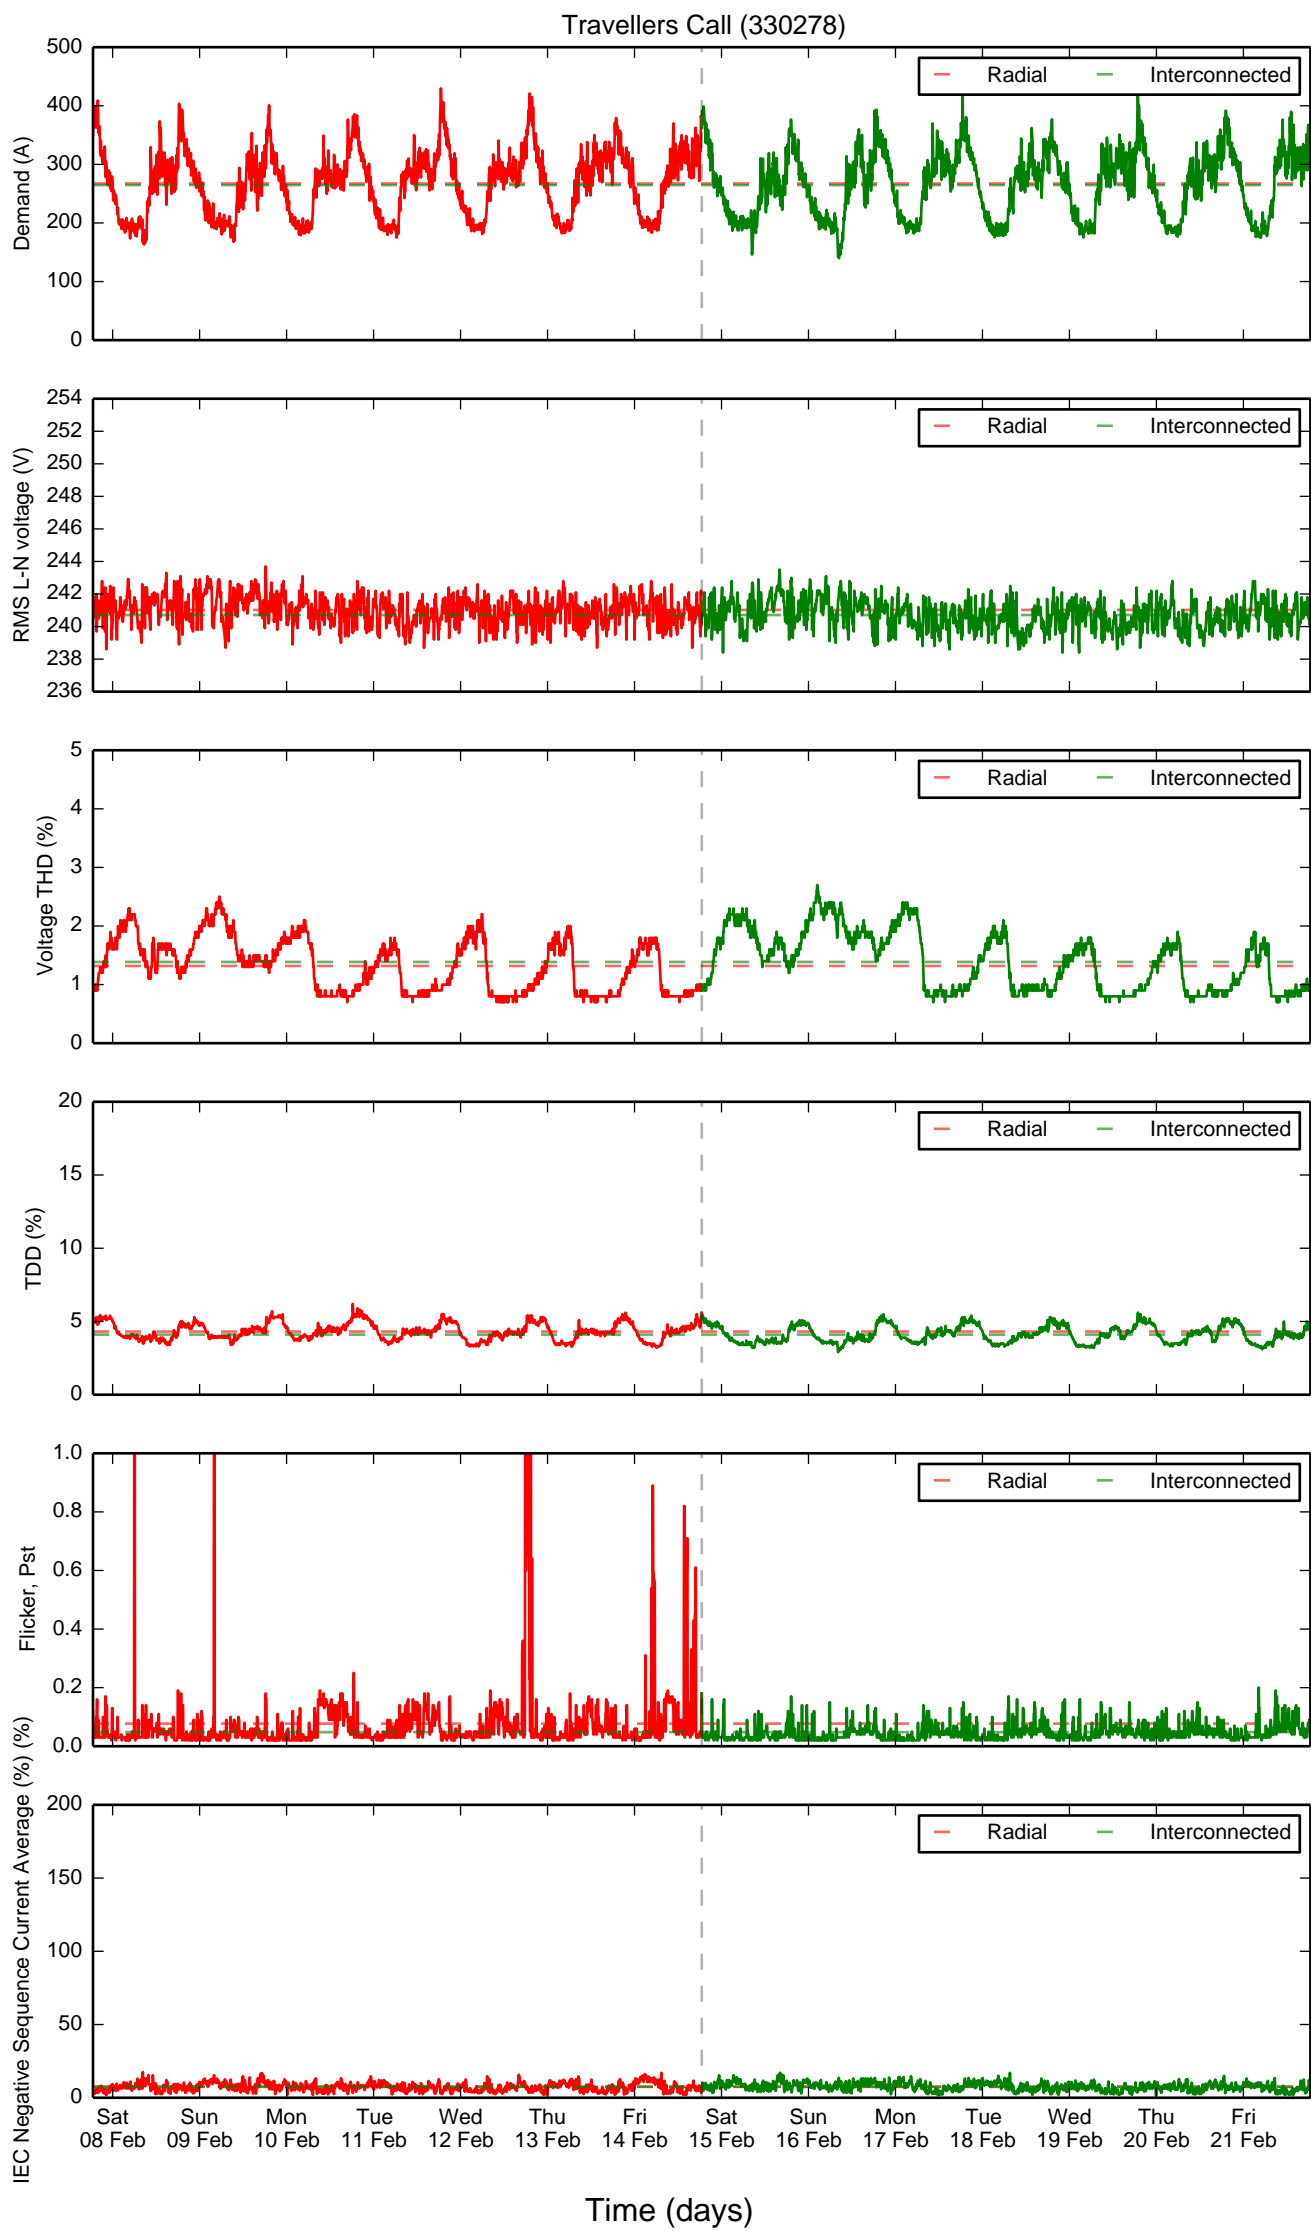 Travellers Call (330278)
500
400
300
200
100
0
Demand (A)
Radial
Interconnected
254
252
250
248
246
244
242
240
238
236
RMS L-N voltage (V)
Radial
Interconnected
5
4
3
2
1
0
Voltage THD (%)
Radial
Interconnected
20
15
10
5
0
TDD (%)
Radial
Interconnected
1.0
0.8
0.6
0.4
0.2
0.0
Flicker, Pst
Radial
Interconnected
200
150
100
50
0
IEC Negative Sequence Current Average (%) (%)
Radial
Interconnected
Sat Sun Mon Tue Wed Thu Fri Sat Sun Mon Tue Wed Thu Fri
08 Feb 09 Feb 10 Feb 11 Feb 12 Feb 13 Feb 14 Feb 15 Feb 16 Feb 17 Feb 18 Feb 19 Feb 20 Feb 21 Feb
Time (days)